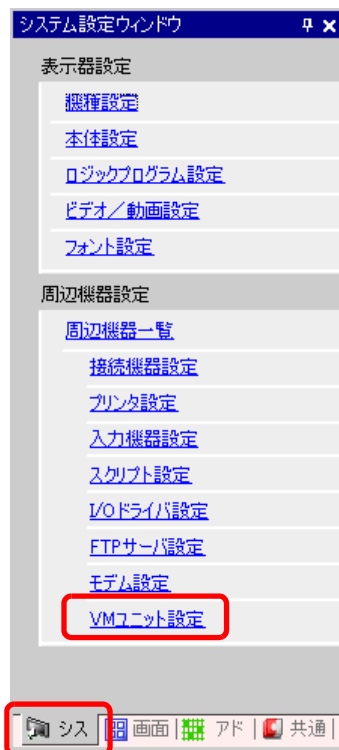 システム設定ウィンドウ
表示器設定
機種設定
本体設定
ロジックプログラム設定
ビデオ／動画設定
フォント設定
周辺機器設定
周辺機器一覧
接続機器設定
プリンタ設定
入力機器設定
スクリプト設定
I/Oドライバ設定
FTPサーバ設定
モデム設定
VMユニット設定
シス 画面 アド 共通